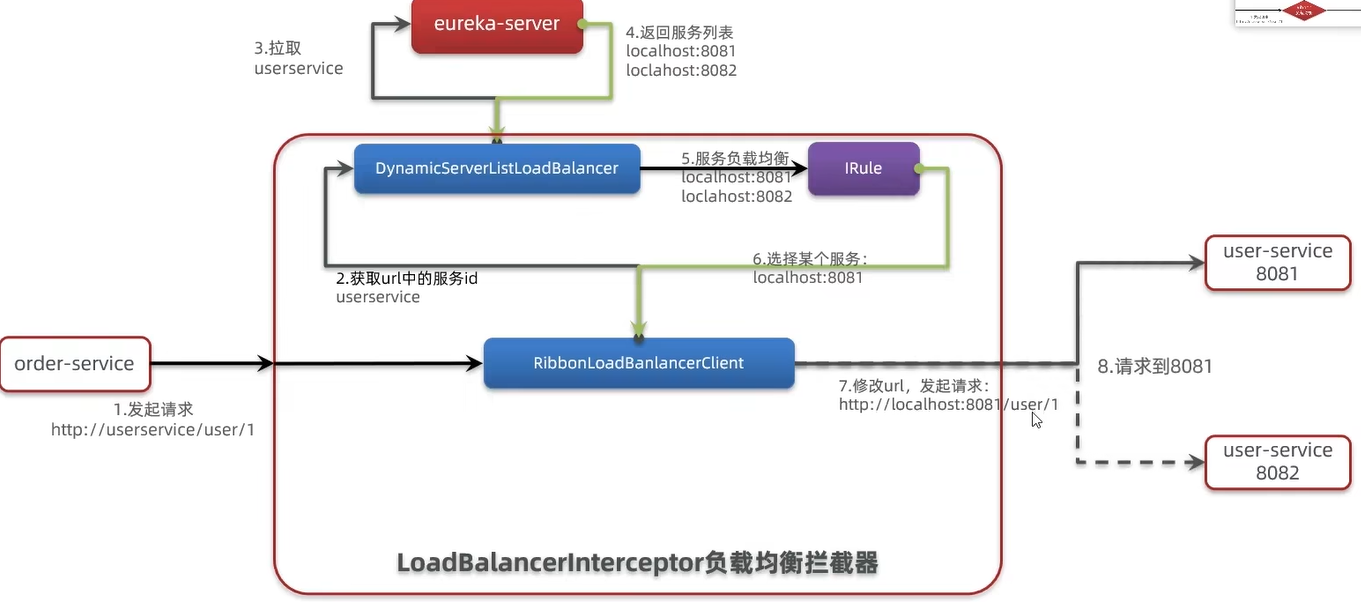 eureka-server
3.拉取
userservice
4.返回服务列表
localhost:8081
loclahost:8082
DynamicServerListLoadBalancer
5.服务负载均衡
localhost:8081
loclahost:8082
IRule
2.获取url中的服务id
userservice
6.选择某个服务：
localhost:8081
user-service
8081
order-service
RibbonLoadBanlancerClient
1.发起请求
http://userservice/user/1
7.修改url，发起请求：
http://localhost:8081/user/1
8.请求到8081
user-service
8082
LoadBalancerInterceptor负载均衡拦截器